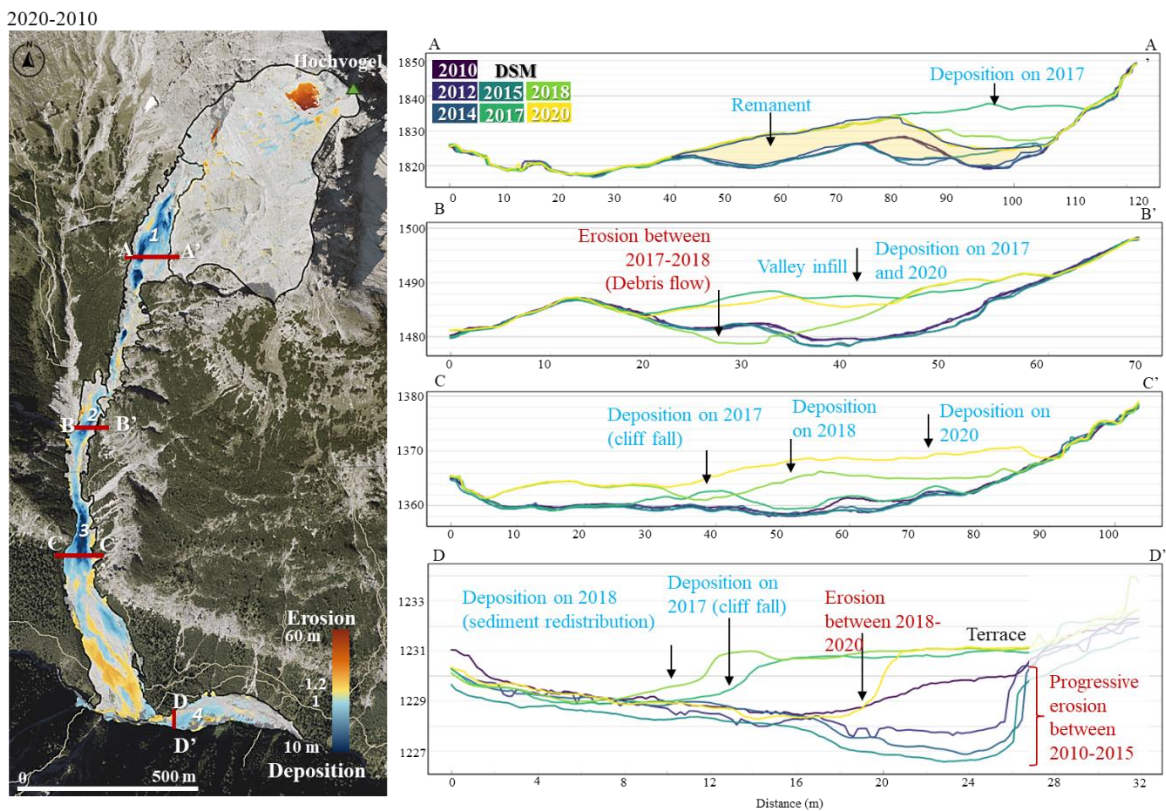 2020-2010
N
Hochvogel
1
A A'
2
B B'
3
C C'
D
4
D'
Erosion
60 m
1.2
1
10 m
Deposition
0 500 m
A A'
1850
1840
1830
1820
2010 DSM
2012 2015 2018
2014 2017 2020
Remanent
Deposition on 2017
0 10 20 30 40 50 60 70 80 90 100 110 120
B B'
1500
1490
1480
Erosion between
2017-2018
(Debris flow)
Valley infill
Deposition on 2017
and 2020
0 10 20 30 40 50 60 70
C C'
1380
1370
1360
Deposition on 2017
(cliff fall)
Deposition
on 2018
Deposition on
2020
0 10 20 30 40 50 60 70 80 90 100
D D'
1233
1231
1229
1227
Deposition on 2018
(sediment redistribution)
Deposition on
2017 (cliff fall)
Erosion
between 2018-
2020
Terrace
Progressive
erosion
between
2010-2015
0 4 8 12 16 20 24 28 32
Distance (m)